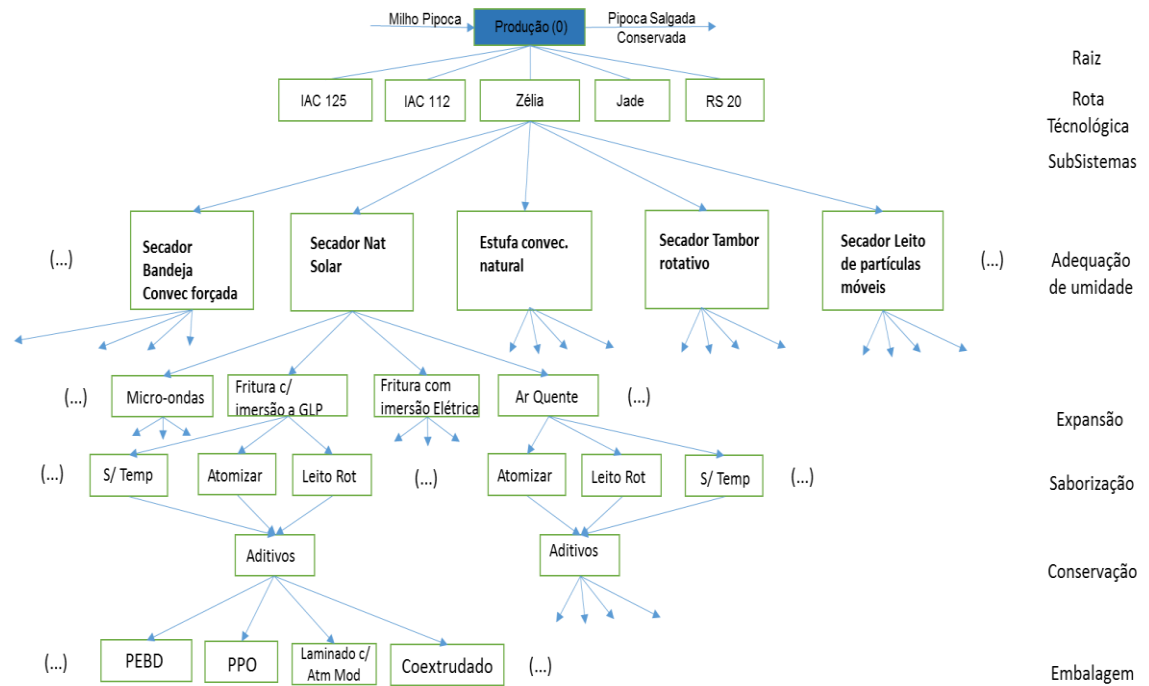 Milho Pipoca
Produção (0)
Pipoca Salgada
Conservada
Raiz
IAC 125
IAC 112
Zélia
Jade
RS 20
Rota
Técnológica
SubSistemas
(...)
Secador
Bandeja
Convec forçada
Secador Nat
Solar
Estufa convec.
natural
Secador Tambor
rotativo
Secador Leito
de partículas
móveis
(...)
Adequação
de umidade
(...)
Micro-ondas
Fritura c/
imersão a GLP
Fritura com
imersão Elétrica
Ar Quente
(...)
Expansão
(...)
S/ Temp
Atomizar
Leito Rot
(...)
Atomizar
Leito Rot
S/ Temp
(...)
Saborização
Aditivos
Aditivos
Conservação
(...)
PEBD
PPO
Laminado c/
Atm Mod
Coextrudado
(...)
Embalagem